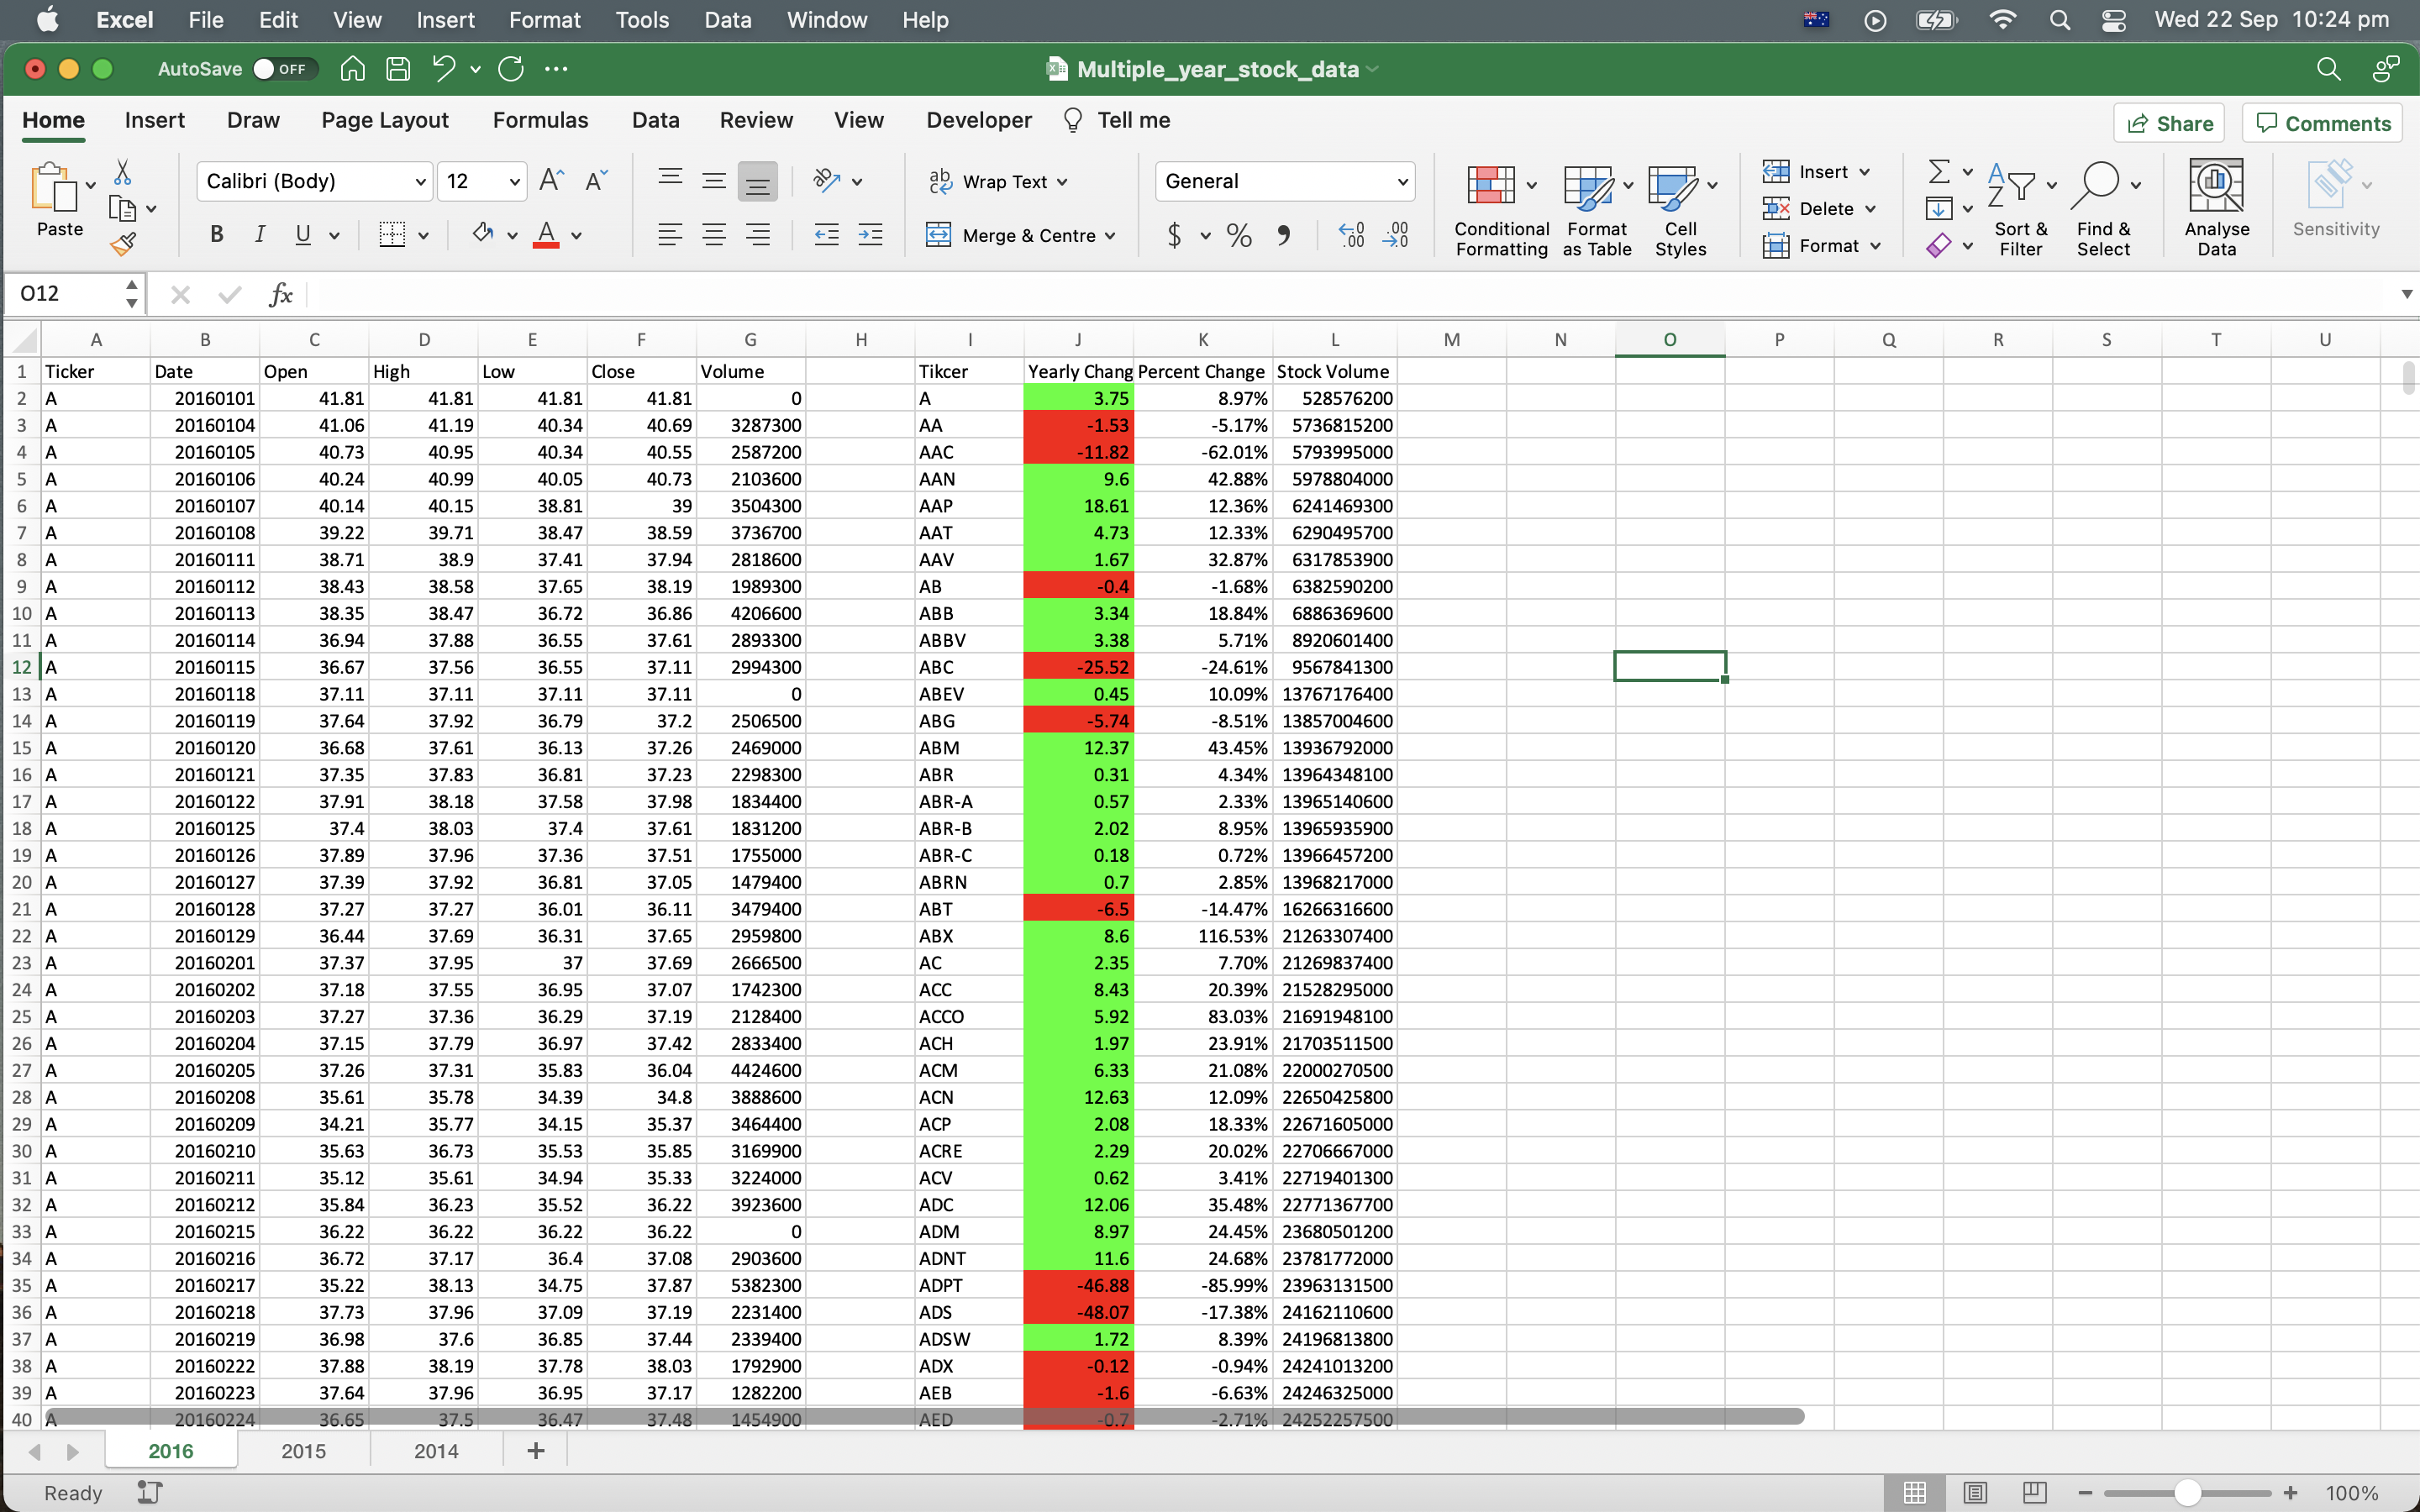 Excel File Edit View Insert Format Tools Data Window Help Wed 22 Sep 10:24 pm
AutoSave OFF Multiple_year_stock_data
Home Insert Draw Page Layout Formulas Data Review View Developer Tell me Share Comments
Paste Calibri (Body) 12 Wrap Text General Insert
Delete
B I U Merge & Centre $ % Conditional Formatting Format as Table Cell Styles Format Sort & Filter Find & Select Analyse Data Sensitivity
O12 fx
A B C D E F G H I J K L M N O P Q R S T U
1 Ticker Date Open High Low Close Volume Tikcer Yearly Chang Percent Change Stock Volume
2 A 20160101 41.81 41.81 41.81 41.81 0 A 3.75 8.97% 528576200
3 A 20160104 41.06 41.19 40.34 40.69 3287300 AA -1.53 -5.17% 5736815200
4 A 20160105 40.73 40.95 40.34 40.55 2587200 AAC -11.82 -62.01% 5793995000
5 A 20160106 40.24 40.99 40.05 40.73 2103600 AAN 9.6 42.88% 5978804000
6 A 20160107 40.14 40.15 38.81 39 3504300 AAP 18.61 12.36% 6241469300
7 A 20160108 39.22 39.71 38.47 38.59 3736700 AAT 4.73 12.33% 6290495700
8 A 20160111 38.71 38.9 37.41 37.94 2818600 AAV 1.67 32.87% 6317853900
9 A 20160112 38.43 38.58 37.65 38.19 1989300 AB -0.4 -1.68% 6382590200
10 A 20160113 38.35 38.47 36.72 36.86 4206600 ABB 3.34 18.84% 6886369600
11 A 20160114 36.94 37.88 36.55 37.61 2893300 ABBV 3.38 5.71% 8920601400
12 A 20160115 36.67 37.56 36.55 37.11 2994300 ABC -25.52 -24.61% 9567841300
13 A 20160118 37.11 37.11 37.11 37.11 0 ABEV 0.45 10.09% 13767176400
14 A 20160119 37.64 37.92 36.79 37.2 2506500 ABG -5.74 -8.51% 13857004600
15 A 20160120 36.68 37.61 36.13 37.26 2469000 ABM 12.37 43.45% 13936792000
16 A 20160121 37.35 37.83 36.81 37.23 2298300 ABR 0.31 4.34% 13964348100
17 A 20160122 37.91 38.18 37.58 37.98 1834400 ABR-A 0.57 2.33% 13965140600
18 A 20160125 37.4 38.03 37.4 37.61 1831200 ABR-B 2.02 8.95% 13965935900
19 A 20160126 37.89 37.96 37.36 37.51 1755000 ABR-C 0.18 0.72% 13966457200
20 A 20160127 37.39 37.92 36.81 37.05 1479400 ABRN 0.7 2.85% 13968217000
21 A 20160128 37.27 37.27 36.01 36.11 3479400 ABT -6.5 -14.47% 16266316600
22 A 20160129 36.44 37.69 36.31 37.65 2959800 ABX 8.6 116.53% 21263307400
23 A 20160201 37.37 37.95 37 37.69 2666500 AC 2.35 7.70% 21269837400
24 A 20160202 37.18 37.55 36.95 37.07 1742300 ACC 8.43 20.39% 21528295000
25 A 20160203 37.27 37.36 36.29 37.19 2128400 ACCO 5.92 83.03% 21691948100
26 A 20160204 37.15 37.79 36.97 37.42 2833400 ACH 1.97 23.91% 21703511500
27 A 20160205 37.26 37.31 35.83 36.04 4424600 ACM 6.33 21.08% 22000270500
28 A 20160208 35.61 35.78 34.39 34.8 3888600 ACN 12.63 12.09% 22650425800
29 A 20160209 34.21 35.77 34.15 35.37 3464400 ACP 2.08 18.33% 22671605000
30 A 20160210 35.63 36.73 35.53 35.85 3169900 ACRE 2.29 20.02% 22706667000
31 A 20160211 35.12 35.61 34.94 35.33 3224000 ACV 0.62 3.41% 22719401300
32 A 20160212 35.84 36.23 35.52 36.22 3923600 ADC 12.06 35.48% 22771367700
33 A 20160215 36.22 36.22 36.22 36.22 0 ADM 8.97 24.45% 23680501200
34 A 20160216 36.72 37.17 36.4 37.08 2903600 ADNT 11.6 24.68% 23781772000
35 A 20160217 35.22 38.13 34.75 37.87 5382300 ADPT -46.88 -85.99% 23963131500
36 A 20160218 37.73 37.96 37.09 37.19 2231400 ADS -48.07 -17.38% 24162110600
37 A 20160219 36.98 37.6 36.85 37.44 2339400 ADSW 1.72 8.39% 24196813800
38 A 20160222 37.88 38.19 37.78 38.03 1792900 ADX -0.12 -0.94% 24241013200
39 A 20160223 37.64 37.96 36.95 37.17 1282200 AEB -1.6 -6.63% 24246325000
40 A 20160224 36.65 37.5 36.47 37.48 1454900 AED -0.7 -2.71% 24252257500
2016 2015 2014 +
Ready 100%